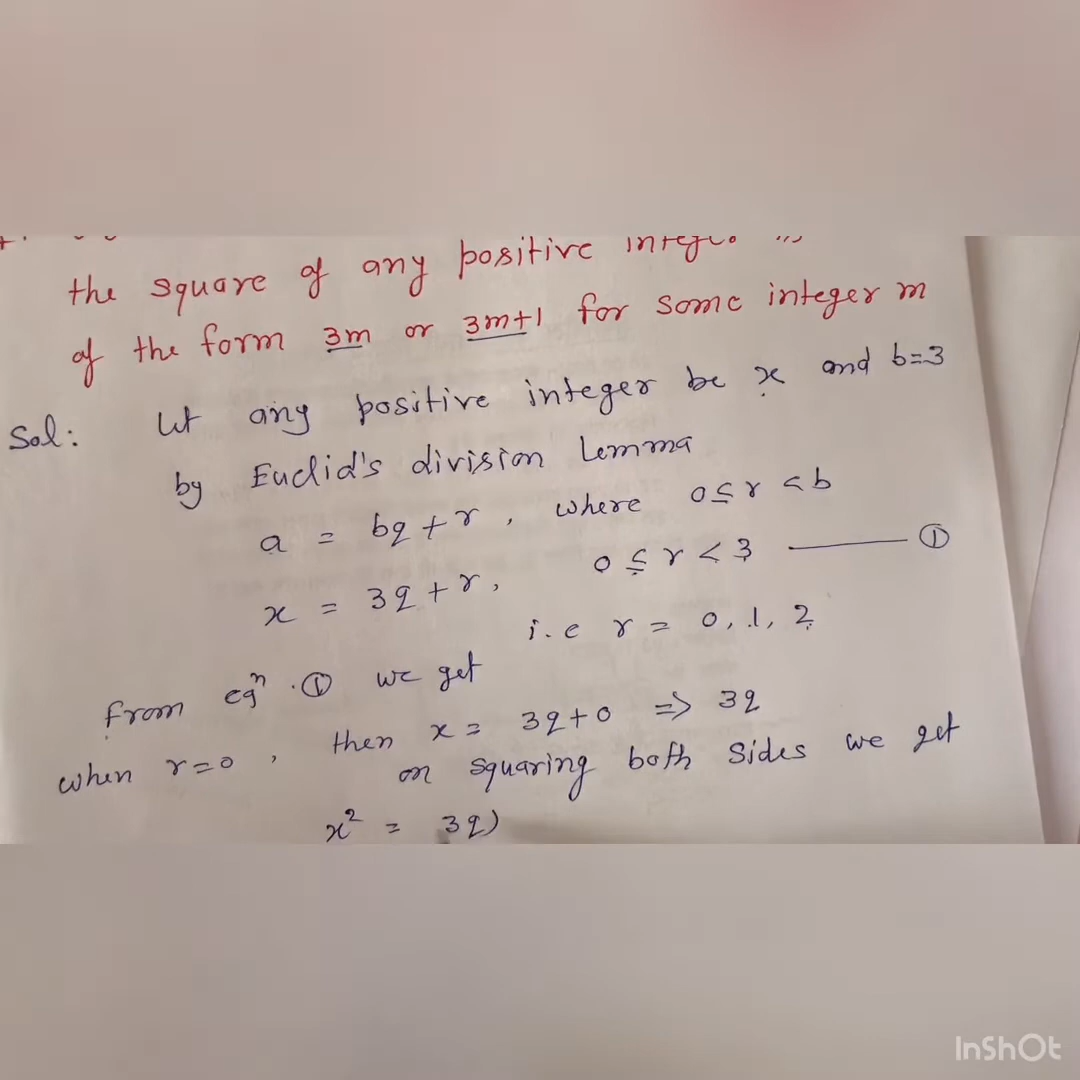 the square of any positive
of the form 3m or 3m+1 for some integer m
Sol: Let any positive integer be x and b=3
by Euclid's division Lemma
a = bq + r, where 0≤r<b
x = 3q + r, 0≤r<3 —— ①
i.e r = 0, 1, 2
from eqⁿ . ① we get
when r=0, then x = 3q+0 => 3q
on squaring both sides we get
x² = 3q)
InShOt